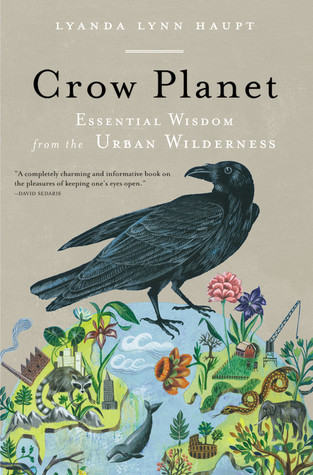 LYANDA LYNN HAUPT
Crow Planet
ESSENTIAL WISDOM
from the URBAN WILDERNESS
"A completely charming and informative book on
the pleasures of keeping one's eyes open."
—DAVID SEDARIS